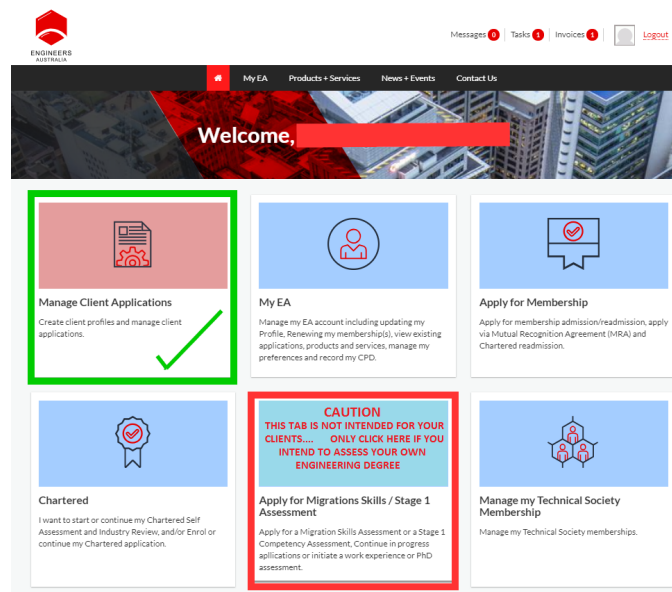 Messages 0 Tasks 1 Invoices 1 Logout
ENGINEERS
AUSTRALIA
My EA Products + Services News + Events Contact Us
Welcome,
Manage Client Applications
Create client profiles and manage client
applications.
My EA
Manage my EA account including updating my
Profile, Renewing my membership(s), view existing
applications, products and services, manage my
preferences and record my CPD.
Apply for Membership
Apply for membership admission/readmission, apply
via Mutual Recognition Agreement (MRA) and
Chartered readmission.
Chartered
I want to start or continue my Chartered Self
Assessment and Industry Review, and/or Enrol or
continue my Chartered application.
CAUTION
THIS TAB IS NOT INTENDED FOR YOUR
CLIENTS.... ONLY CLICK HERE IF YOU
INTEND TO ASSESS YOUR OWN
ENGINEERING DEGREE
Apply for Migrations Skills / Stage 1
Assessment
Apply for a Migration Skills Assessment or a Stage 1
Competency Assessment, Continue in progress
apllications or initiate a work experience or PhD
assessment.
Manage my Technical Society
Membership
Manage my Technical Society memberships.